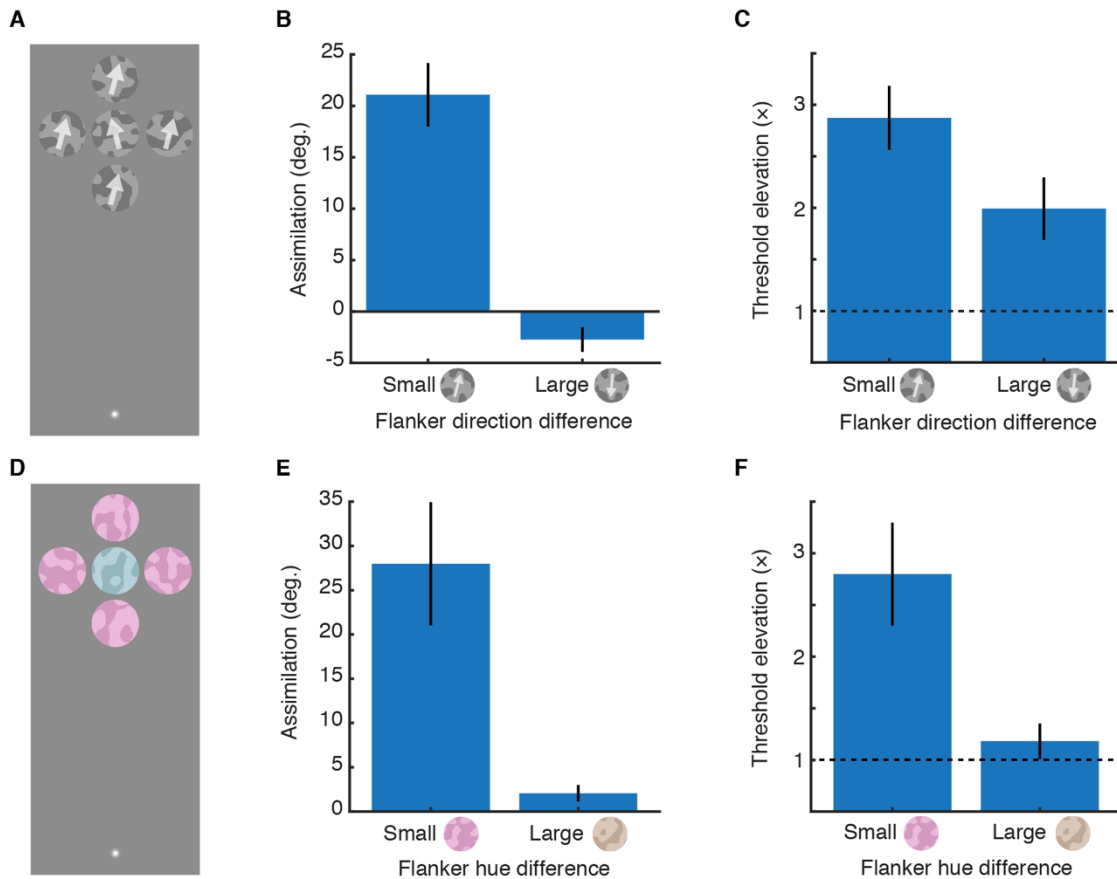 A
B
25
20
15
10
5
0
-5
Assimilation (deg.)
Small
Large
Flanker direction difference
C
3
2
1
Threshold elevation (×)
Small
Large
Flanker direction difference
D
E
35
30
25
20
15
10
5
0
Assimilation (deg.)
Small
Large
Flanker hue difference
F
3
2
1
Threshold elevation (×)
Small
Large
Flanker hue difference